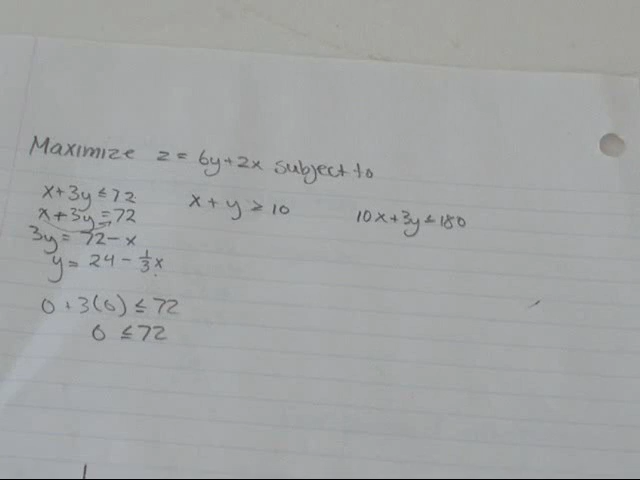 Maximize z = 6y+2x subject to
x+3y ≤ 72 x + y ≥ 10 10x+3y ≤ 180
x+3y = 72
3y = 72 - x
y = 24 - 1/3 x
0 + 3(0) ≤ 72
0 ≤ 72